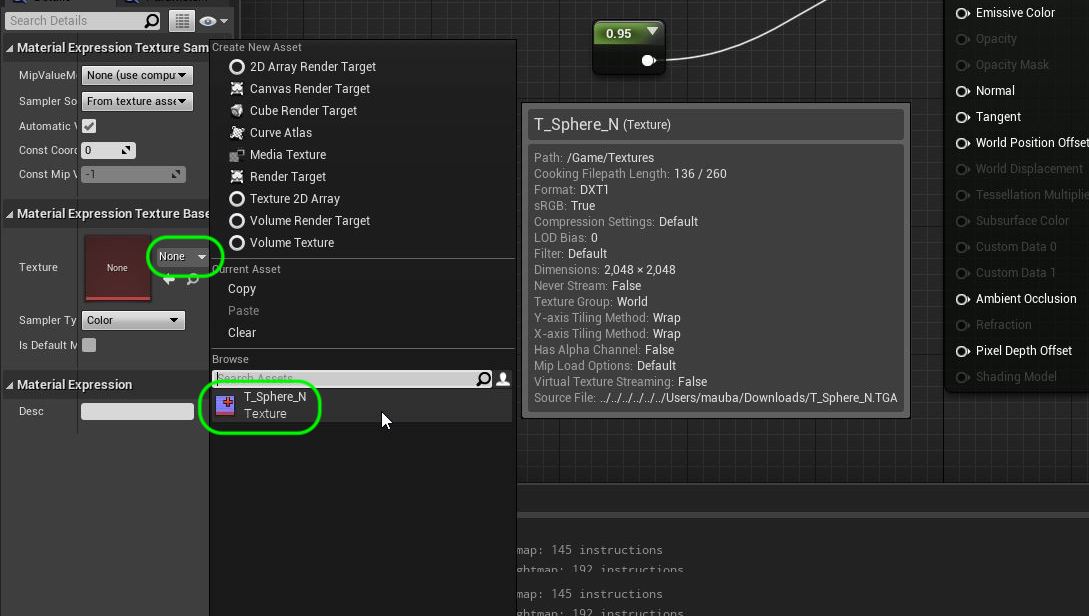 Search Details
Material Expression Texture Sam
MipValueM
None (use compu
Sampler So
From texture asse
Automatic V
Const Coord
0
Const Mip V
-1
Material Expression Texture Base
Texture
None
None
Sampler Ty
Color
Is Default M
Material Expression
Desc
Create New Asset
2D Array Render Target
Canvas Render Target
Cube Render Target
Curve Atlas
Media Texture
Render Target
Texture 2D Array
Volume Render Target
Volume Texture
Current Asset
Copy
Paste
Clear
Browse
Search Assets
T_Sphere_N
Texture
0.95
T_Sphere_N (Texture)
Path: /Game/Textures
Cooking Filepath Length: 136 / 260
Format: DXT1
sRGB: True
Compression Settings: Default
LOD Bias: 0
Filter: Default
Dimensions: 2,048 × 2,048
Never Stream: False
Texture Group: World
Y-axis Tiling Method: Wrap
X-axis Tiling Method: Wrap
Has Alpha Channel: False
Mip Load Options: Default
Virtual Texture Streaming: False
Source File: ../../../../../../Users/mauba/Downloads/T_Sphere_N.TGA
Emissive Color
Opacity
Opacity Mask
Normal
Tangent
World Position Offset
World Displacement
Tessellation Multiplie
Subsurface Color
Custom Data 0
Custom Data 1
Ambient Occlusion
Refraction
Pixel Depth Offset
Shading Model
map: 145 instructions
ghtmap: 192 instructions
map: 145 instructions
ghtmap: 192 instructions